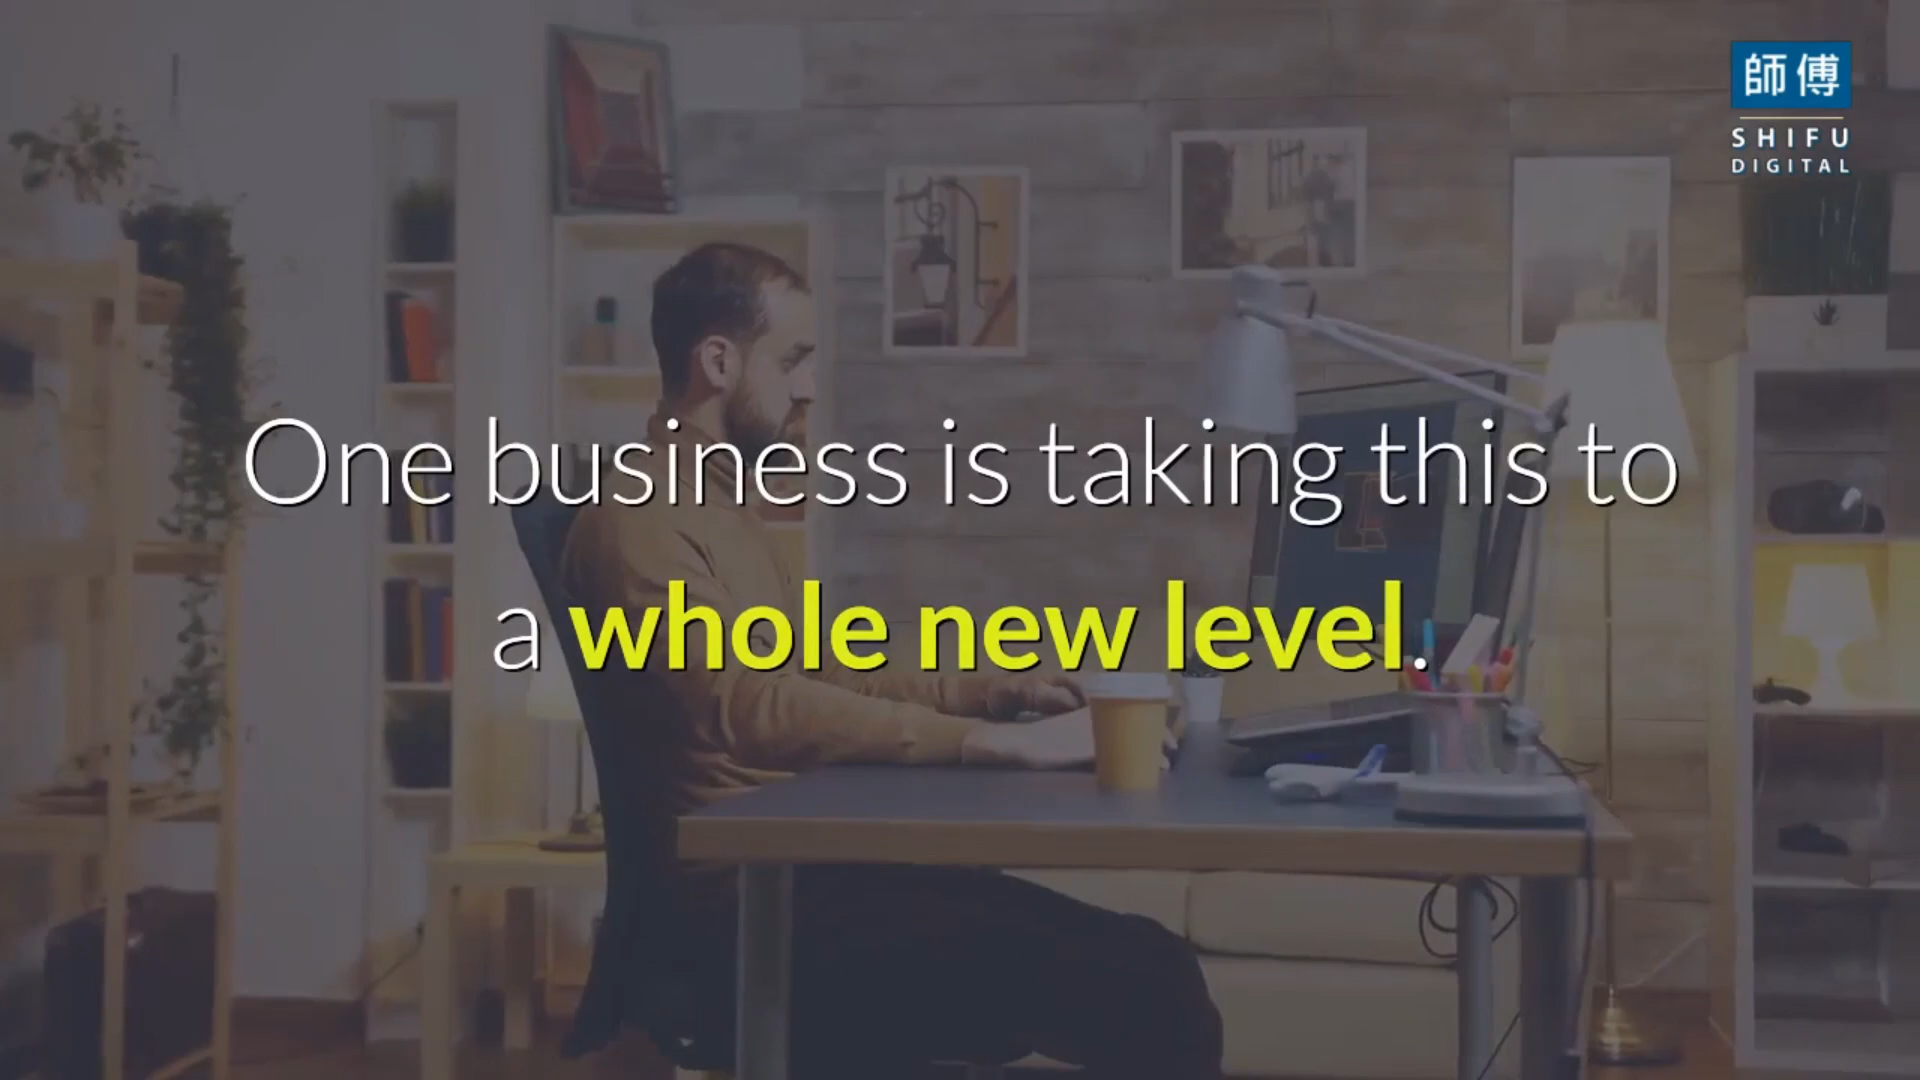 師傅
SHIFU
DIGITAL
One business is taking this to
a whole new level.